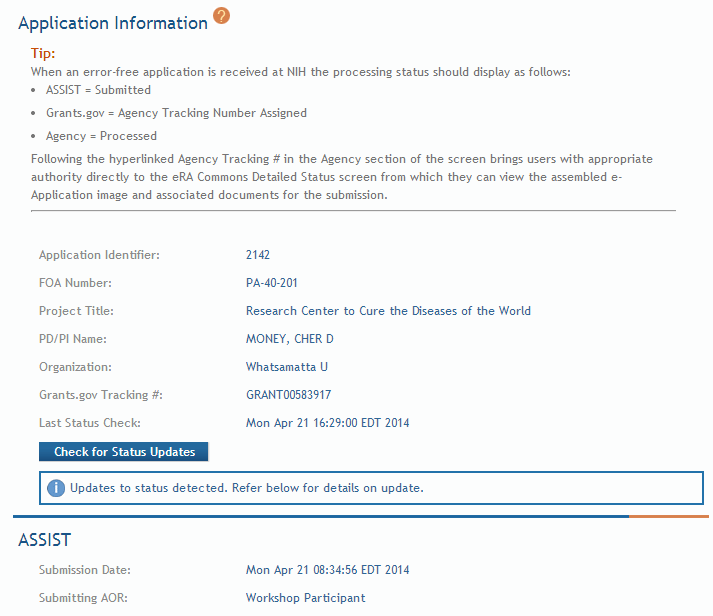 Application Information ?
Tip:
When an error-free application is received at NIH the processing status should display as follows:
• ASSIST = Submitted
• Grants.gov = Agency Tracking Number Assigned
• Agency = Processed
Following the hyperlinked Agency Tracking # in the Agency section of the screen brings users with appropriate
authority directly to the eRA Commons Detailed Status screen from which they can view the assembled e-
Application image and associated documents for the submission.
Application Identifier: 2142
FOA Number: PA-40-201
Project Title: Research Center to Cure the Diseases of the World
PD/PI Name: MONEY, CHER D
Organization: Whatsamatta U
Grants.gov Tracking #: GRANT00583917
Last Status Check: Mon Apr 21 16:29:00 EDT 2014
Check for Status Updates
i Updates to status detected. Refer below for details on update.
ASSIST
Submission Date: Mon Apr 21 08:34:56 EDT 2014
Submitting AOR: Workshop Participant